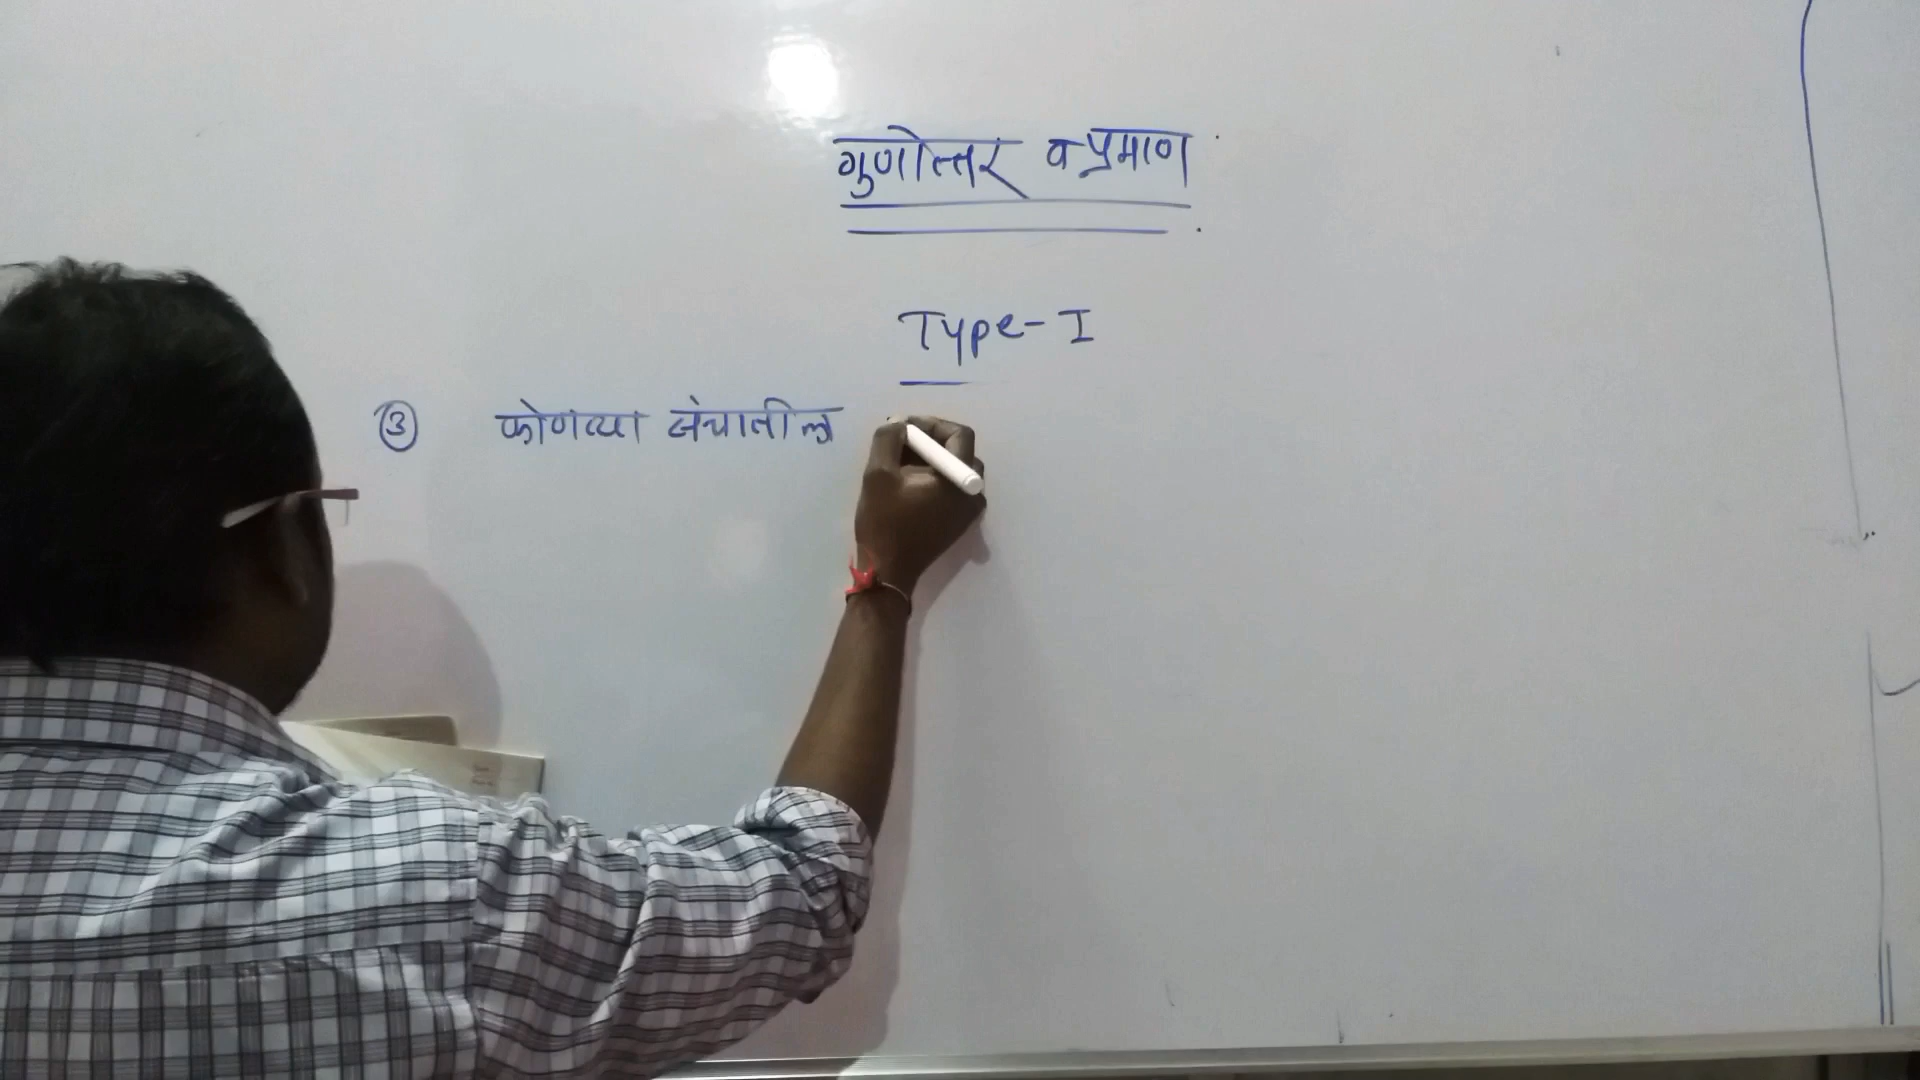 गुणोत्तर व प्रमाण
Type-I
③ कोणत्या संचातील